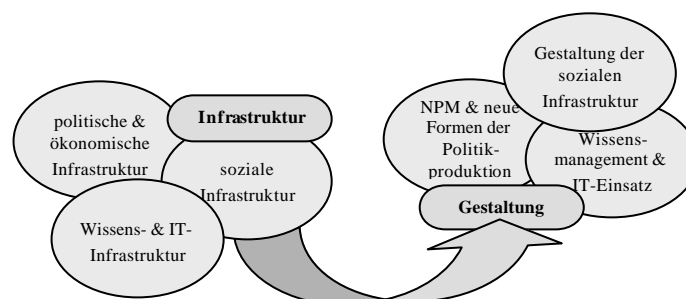 politische &
ökonomische
Infrastruktur
Infrastruktur
soziale
Infrastruktur
Wissens- & IT-
Infrastruktur
Gestaltung der
sozialen
Infrastruktur
NPM & neue
Formen der
Politik-
produktion
Wissens-
management &
IT-Einsatz
Gestaltung